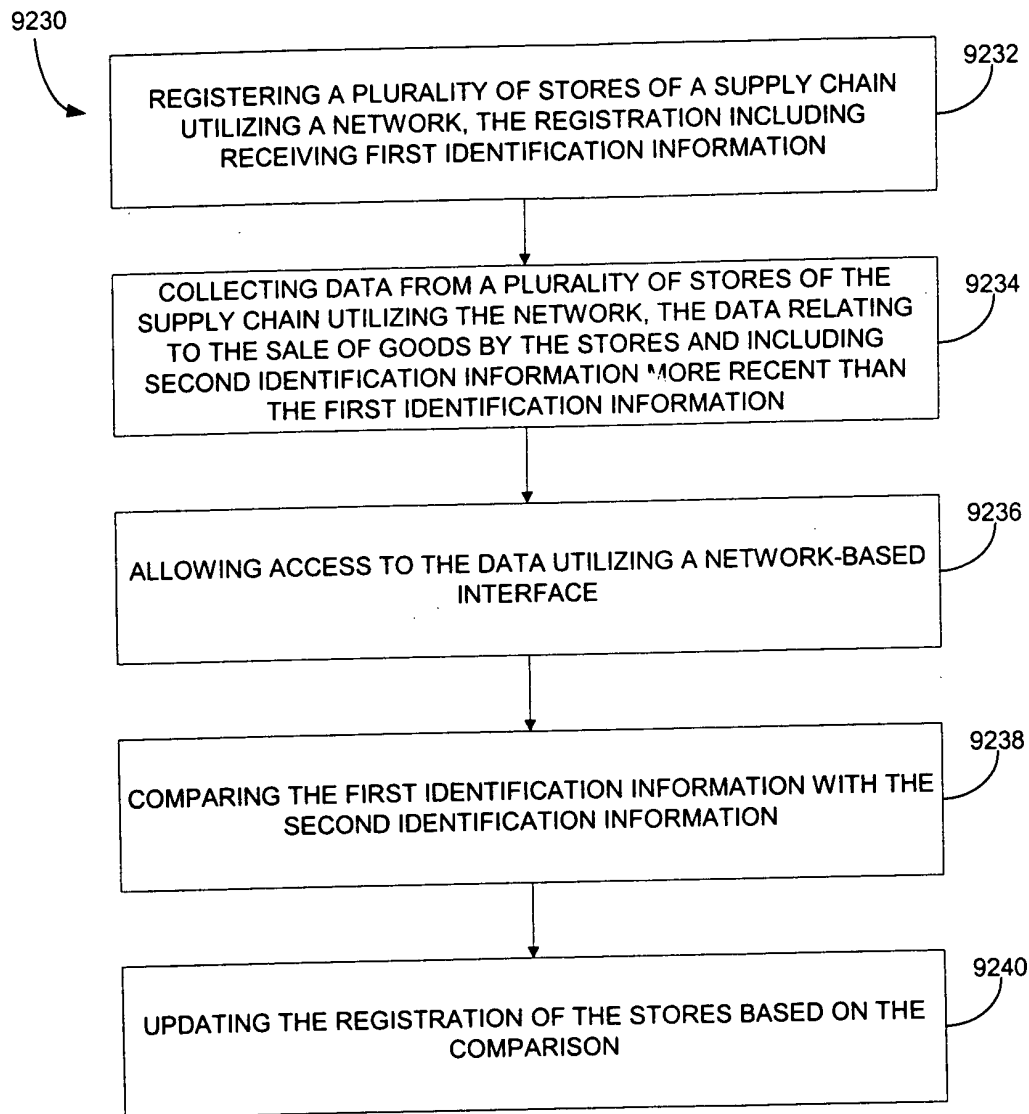 9230
REGISTERING A PLURALITY OF STORES OF A SUPPLY CHAIN
UTILIZING A NETWORK, THE REGISTRATION INCLUDING
RECEIVING FIRST IDENTIFICATION INFORMATION
9232
COLLECTING DATA FROM A PLURALITY OF STORES OF THE
SUPPLY CHAIN UTILIZING THE NETWORK, THE DATA RELATING
TO THE SALE OF GOODS BY THE STORES AND INCLUDING
SECOND IDENTIFICATION INFORMATION MORE RECENT THAN
THE FIRST IDENTIFICATION INFORMATION
9234
ALLOWING ACCESS TO THE DATA UTILIZING A NETWORK-BASED
INTERFACE
9236
COMPARING THE FIRST IDENTIFICATION INFORMATION WITH THE
SECOND IDENTIFICATION INFORMATION
9238
UPDATING THE REGISTRATION OF THE STORES BASED ON THE
COMPARISON
9240